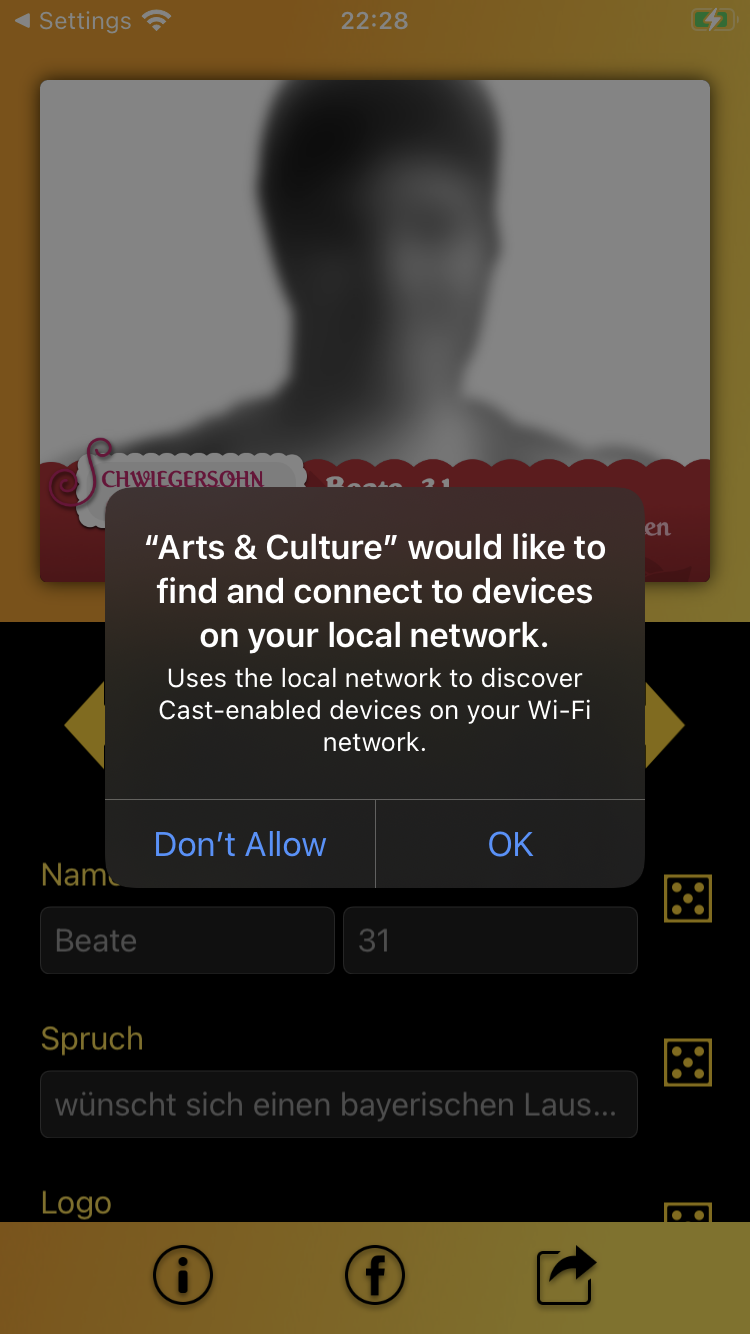 Settings
22:28
SCHWIEGERSOHN
Beate, 31
en
“Arts & Culture” would like to
find and connect to devices
on your local network.
Uses the local network to discover
Cast-enabled devices on your Wi-Fi
network.
Don’t Allow
OK
Name
Beate
31
Spruch
wünscht sich einen bayerischen Laus...
Logo